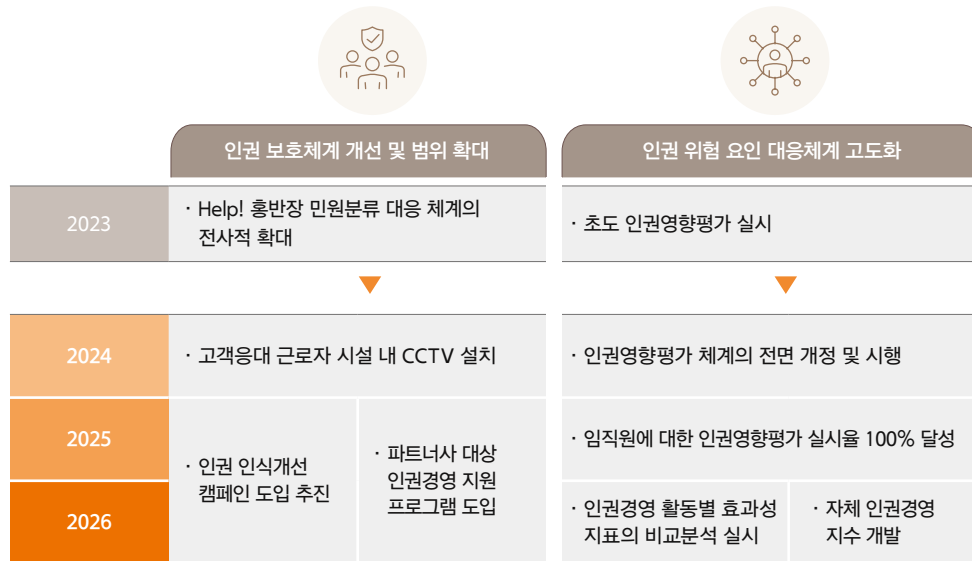 인권 보호체계 개선 및 범위 확대
인권 위험 요인 대응체계 고도화
2023
· Help! 홍반장 민원분류 대응 체계의
전사적 확대
· 초도 인권영향평가 실시
2024
· 고객응대 근로자 시설 내 CCTV 설치
· 인권영향평가 체계의 전면 개정 및 시행
2025
· 인권 인식개선
캠페인 도입 추진
· 파트너사 대상
인권경영 지원
프로그램 도입
· 임직원에 대한 인권영향평가 실시율 100% 달성
2026
· 인권경영 활동별 효과성
지표의 비교분석 실시
· 자체 인권경영
지수 개발